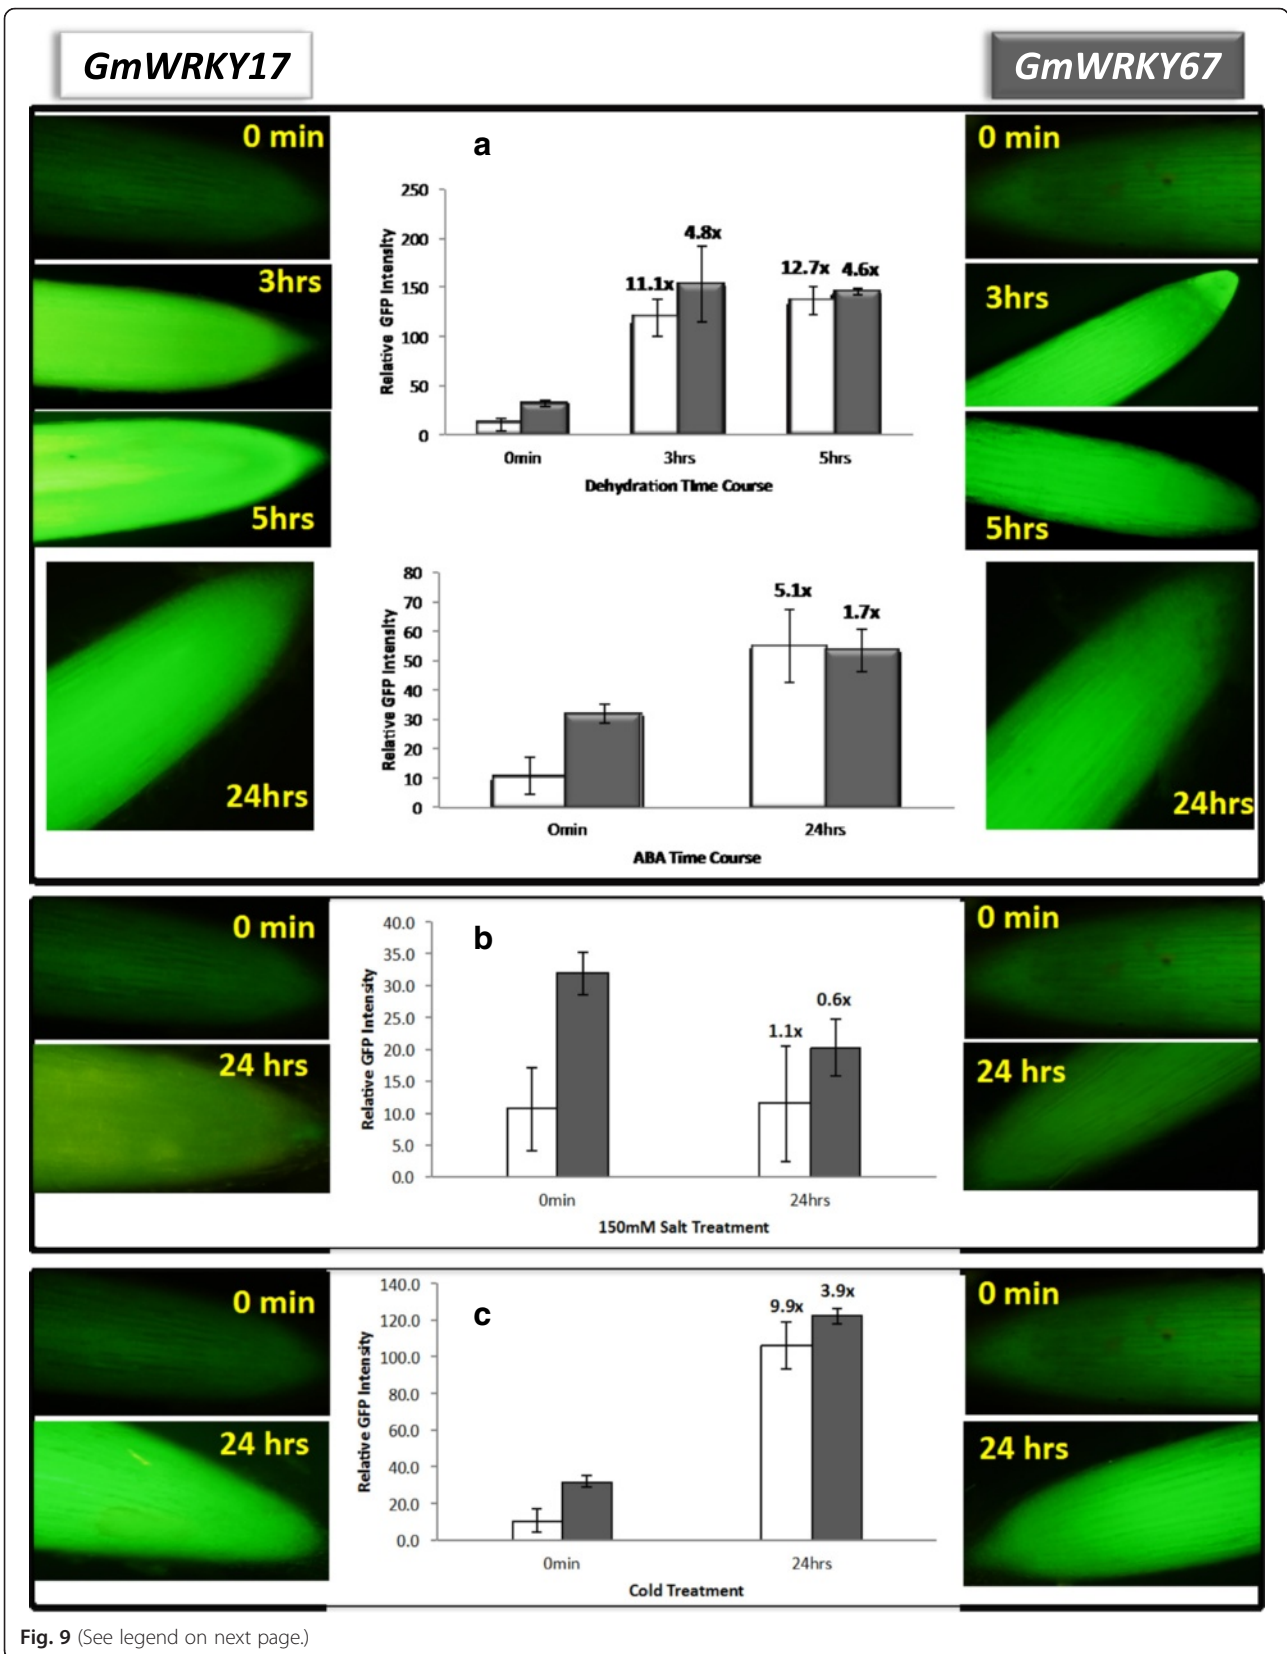 GmWRKY17
GmWRKY67
0 min
3hrs
5hrs
24hrs
a
250
200
150
100
50
0
Relative GFP Intensity
11.1x
4.8x
12.7x
4.6x
0min
3hrs
5hrs
Dehydration TIme Course
80
70
60
50
40
30
20
10
0
Relative GFP Intensity
5.1x
1.7x
Omin
24hrs
ABA Time Course
0 min
3hrs
5hrs
24hrs
0 min
24 hrs
b
40.0
35.0
30.0
25.0
20.0
15.0
10.0
5.0
0.0
Relative GFP Intensity
1.1x
0.6x
0min
24hrs
150mM Salt Treatment
0 min
24 hrs
0 min
24 hrs
c
140.0
120.0
100.0
80.0
60.0
40.0
20.0
0.0
Relative GFP Intensity
9.9x
3.9x
0min
24hrs
Cold Treatment
0 min
24 hrs
Fig. 9 (See legend on next page.)